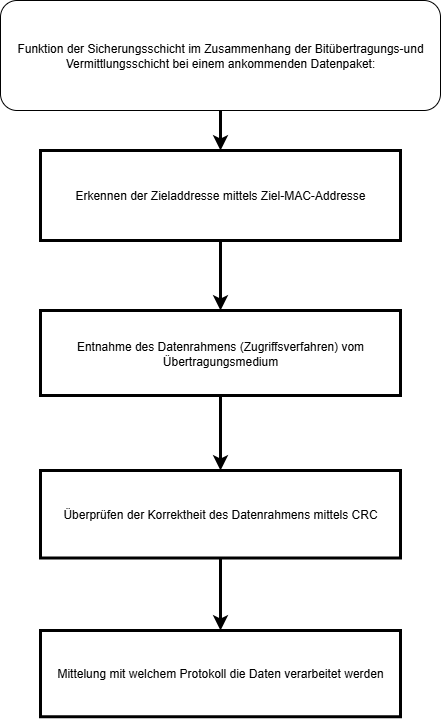 Funktion der Sicherungsschicht im Zusammenhang der Bitübertragungs-und
Vermittlungsschicht bei einem ankommenden Datenpaket:
Erkennen der Zieladdresse mittels Ziel-MAC-Addresse
Entnahme des Datenrahmens (Zugriffsverfahren) vom
Übertragungsmedium
Überprüfen der Korrektheit des Datenrahmens mittels CRC
Mittelung mit welchem Protokoll die Daten verarbeitet werden